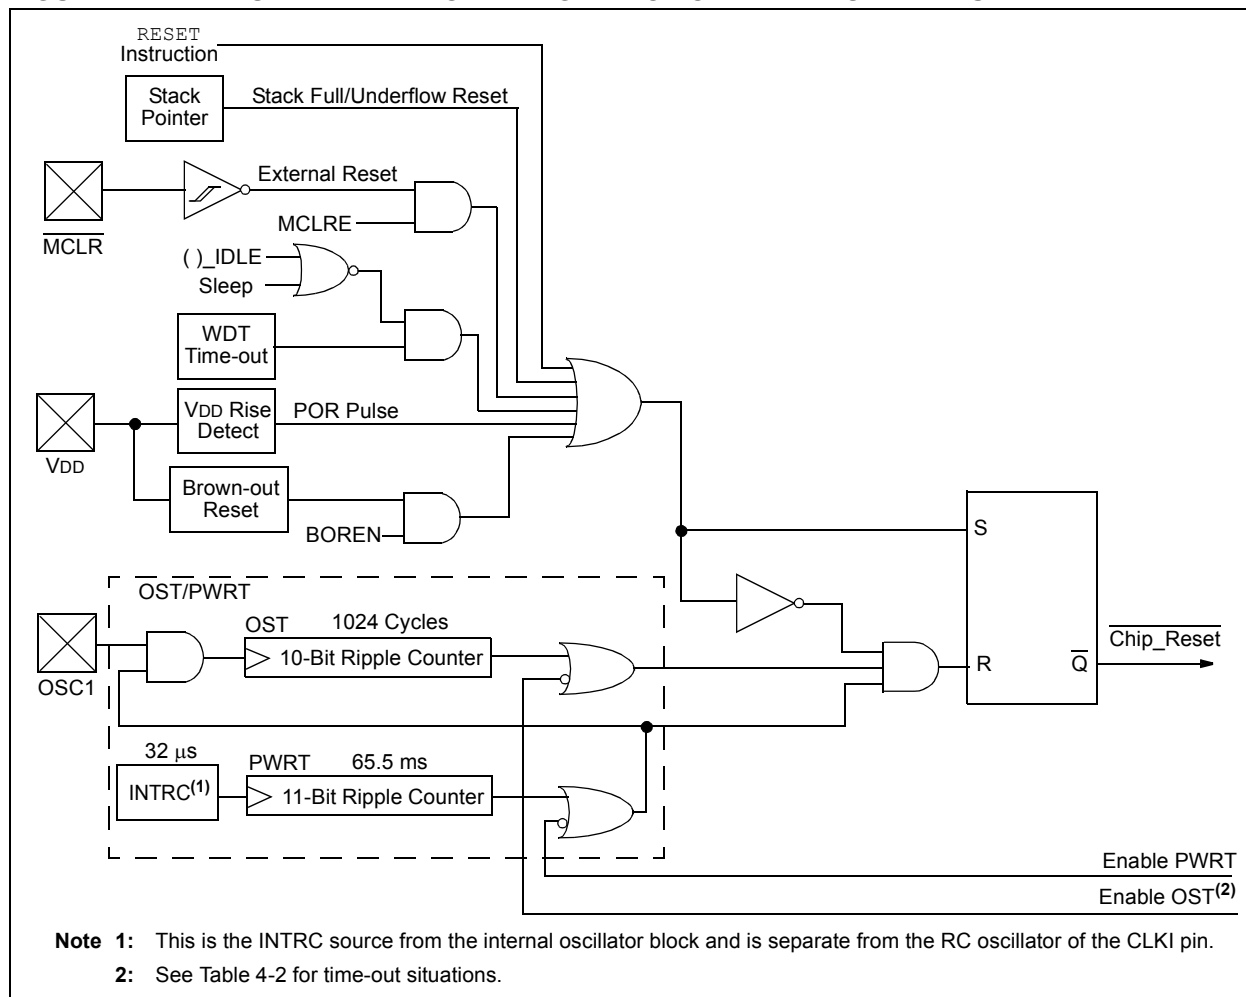 RESET
Instruction
Stack
Pointer
Stack Full/Underflow Reset
External Reset
MCLRE
MCLR
( )_IDLE
Sleep
WDT
Time-out
VDD Rise
Detect
POR Pulse
VDD
Brown-out
Reset
BOREN
S
OST/PWRT
OST
1024 Cycles
10-Bit Ripple Counter
OSC1
R
Q
Chip_Reset
32 μs
PWRT
65.5 ms
INTRC(1)
11-Bit Ripple Counter
Enable PWRT
Enable OST(2)
Note 1: This is the INTRC source from the internal oscillator block and is separate from the RC oscillator of the CLKI pin.
2: See Table 4-2 for time-out situations.